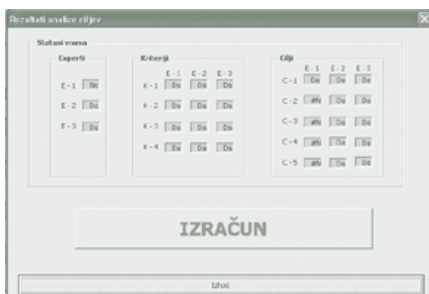 Rezultati analize ciljev
Statusi vnosa
Experti
E - 1 Ne
E - 2 Da
E - 3 Da
Kriteriji
E - 1 E - 2 E - 3
K - 1 Da Da Da
K - 2 Da Da Da
K - 3 Da Da Da
K - 4 Da Da Da
Cilji
E - 1 E - 2 E - 3
C - 1 Da Da Da
C - 2 #N Da Da
C - 3 #N Da Da
C - 4 #N Da Da
C - 5 #N Da Da
IZRAČUN
Izhod